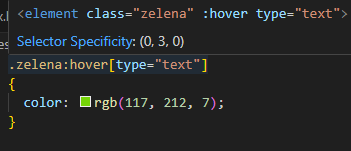 <element class="zelena" :hover type="text">
Selector Specificity: (0, 3, 0)
.zelena:hover[type="text"]
{
color: rgb(117, 212, 7);
}